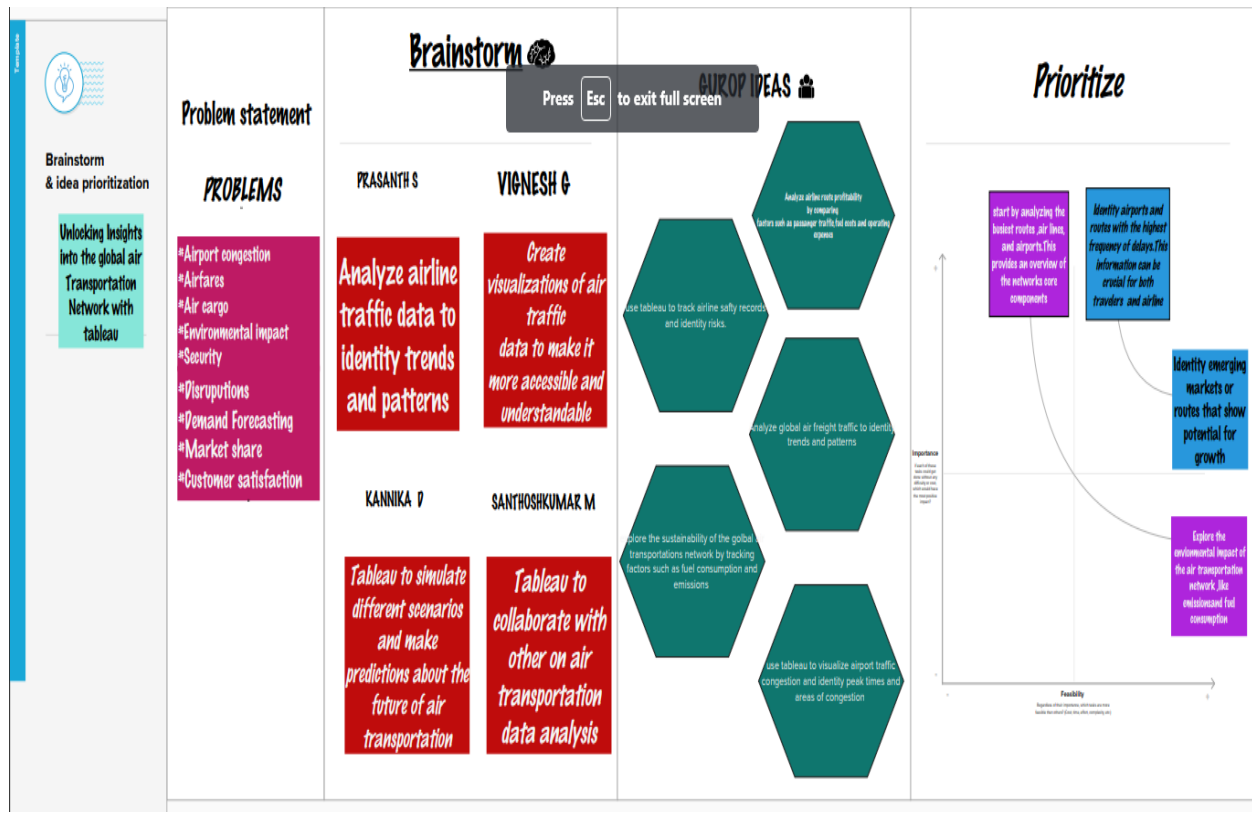 Template
Brainstorm
& idea prioritization
Unlocking Insights
into the global air
Transportation
Network with
tableau
Problem statement
PROBLEMS
#Airport congestion
#Airfares
#Air cargo
#Environmental impact
#Security
#Disruputions
#Demand Forecasting
#Market share
#Customer satisfaction
Brainstorm
PRASANTH S
Analyze airline
traffic data to
identity trends
and patterns
VIGNESH G
Create
visualizations of air
traffic
data to make it
more accessible and
understandable
KANNIKA D
Tableau to simulate
different scenarios
and make
predictions about the
future of air
transportation
SANTHOSHKUMAR M
Tableau to
collaborate with
other on air
transportation
data analysis
Press Esc to exit full screen
GUROP IDEAS
Analyze airline route profitability
by comparing
factors such as passenger traffic,fuel costs and operating
expenses
use tableau to track airline safty records
and identity risks.
nalyze global air freight traffic to identity
trends and patterns
plore the sustainability of the golbal a
transportations network by tracking
factors such as fuel consumption and
emissions
use tableau to visualize airport traffic
congestion and identity peak times and
areas of congestion
Prioritize
start by analyzing the
busiest routes ,air lines,
and airports.This
provides an overview of
the networks core
components
Identity airports and
routes with the highest
frequency of delays.This
information can be
crucial for both
travelers and airline
Identity emerging
markets or
routes that show
potential for
growth
Explore the
envionmental impact of
the air transportation
network ,like
emissionsand fuel
consumption
Importance
Feasibility